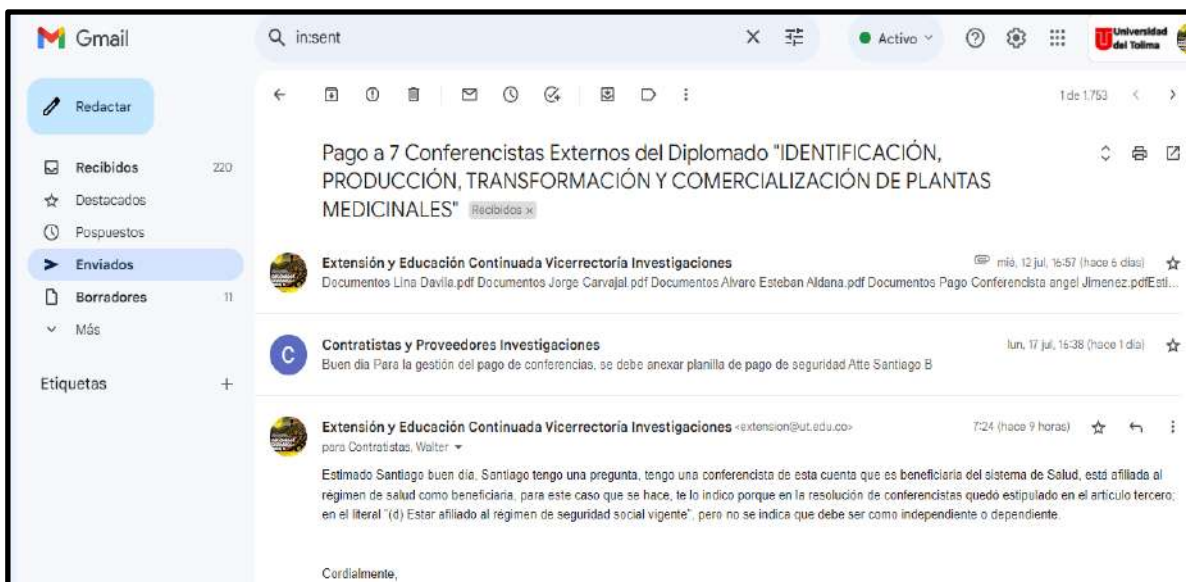 Gmail
in:sent
Activo
Universidad
del Tolima
Redactar
1 de 1.753
Recibidos 220
Destacados
Pospuestos
Enviados
Borradores 11
Más
Etiquetas
Pago a 7 Conferencistas Externos del Diplomado "IDENTIFICACIÓN,
PRODUCCIÓN, TRANSFORMACIÓN Y COMERCIALIZACIÓN DE PLANTAS
MEDICINALES" Recibidos x
Extensión y Educación Continuada Vicerrectoría Investigaciones mié, 12 jul, 16:57 (hace 6 días)
Documentos Lina Davila.pdf Documentos Jorge Carvajal.pdf Documentos Alvaro Esteban Aldana.pdf Documentos Pago Conferencista angel Jimenez.pdfEsti...
C
Contratistas y Proveedores Investigaciones lun, 17 jul, 16:38 (hace 1 día)
Buen día Para la gestión del pago de conferencias, se debe anexar planilla de pago de seguridad Atte Santiago B
Extensión y Educación Continuada Vicerrectoría Investigaciones <extension@ut.edu.co> 7:24 (hace 9 horas)
para Contratistas, Walter
Estimado Santiago buen día, Santiago tengo una pregunta, tengo una conferencista de esta cuenta que es beneficiaria del sistema de Salud, está afiliada al
régimen de salud como beneficiaria, para este caso que se hace, te lo indico porque en la resolución de conferencistas quedó estipulado en el artículo tercero;
en el literal "(d) Estar afiliado al régimen de seguridad social vigente", pero no se indica que debe ser como independiente o dependiente.
Cordialmente,